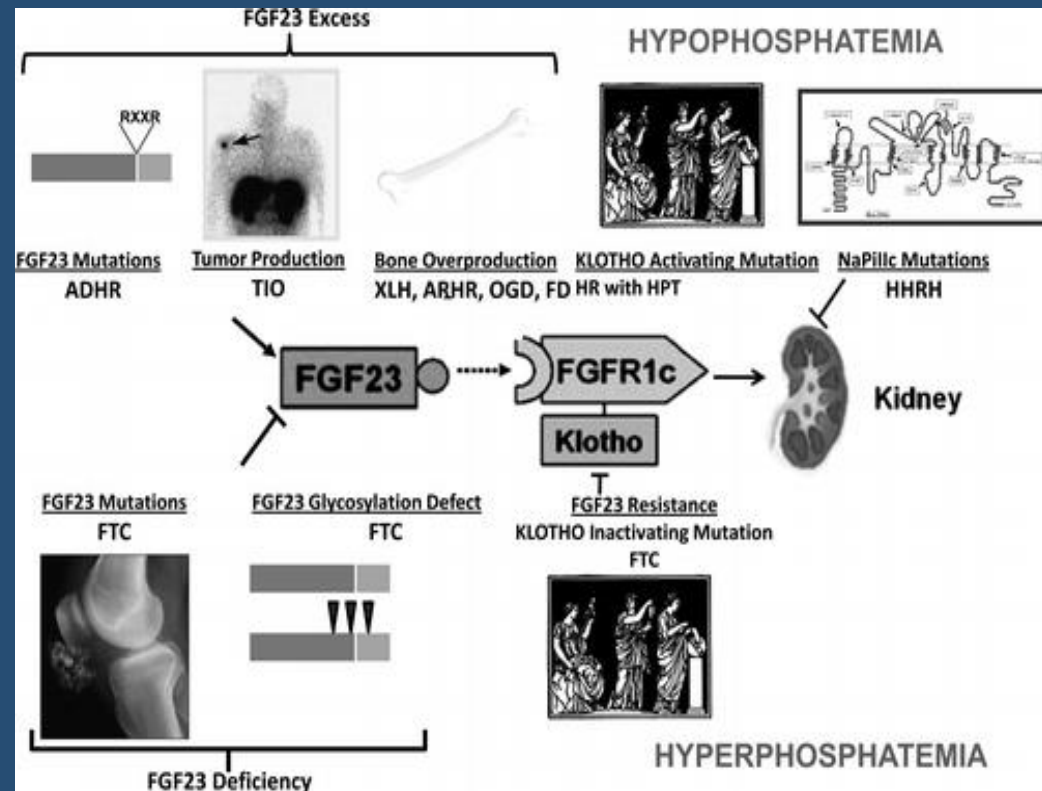 FGF23 Excess
HYPOPHOSPHATEMIA
RXXR
FGF23 Mutations
ADHR
Tumor Production
TIO
Bone Overproduction
XLH, ARHR, OGD, FD
KLOTHO Activating Mutation
HR with HPT
NaPiIIc Mutations
HHRH
FGF23
FGFR1c
Klotho
Kidney
FGF23 Mutations
FTC
FGF23 Glycosylation Defect
FTC
FGF23 Resistance
KLOTHO Inactivating Mutation
FTC
FGF23 Deficiency
HYPERPHOSPHATEMIA